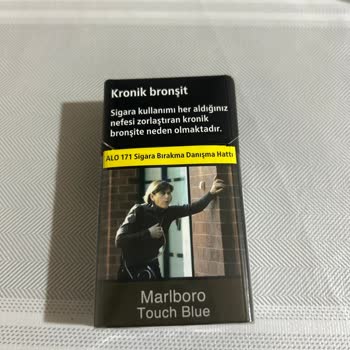 Kronik bronşit
Sigara kullanımı her aldığınız
nefesi zorlaştıran kronik
bronşite neden olmaktadır.
ALO 171 Sigara Bırakma Danışma Hattı
Marlboro
Touch Blue